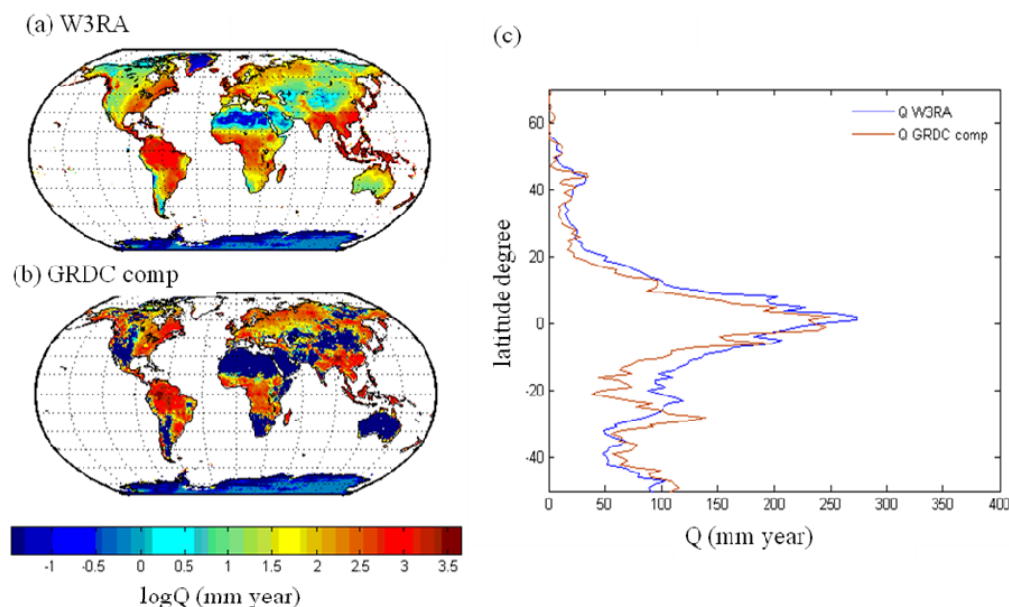 (a) W3RA
(b) GRDC comp
-1 -0.5 0 0.5 1 1.5 2 2.5 3 3.5
logQ (mm year)
(c)
Q W3RA
Q GRDC comp
60
40
20
0
-20
-40
latitude degree
0 50 100 150 200 250 300 350 400
Q (mm year)